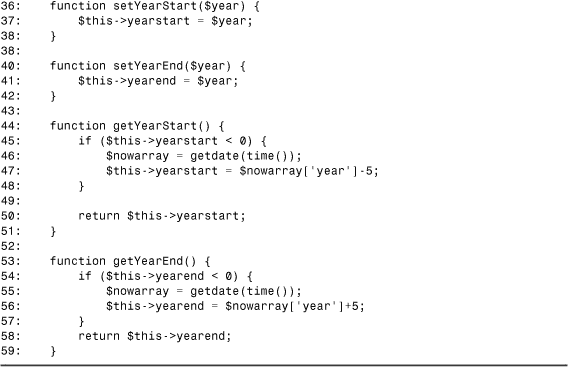 36:    function setYearStart($year) {
37:        $this->yearstart = $year;
38:    }
38:
40:    function setYearEnd($year) {
41:        $this->yearend = $year;
42:    }
43:
44:    function getYearStart() {
45:        if ($this->yearstart < 0) {
46:            $nowarray = getdate(time());
47:            $this->yearstart = $nowarray['year']-5;
48:        }
49:
50:        return $this->yearstart;
51:    }
52:
53:    function getYearEnd() {
54:        if ($this->yearend < 0) {
55:            $nowarray = getdate(time());
56:            $this->yearend = $nowarray['year']+5;
57:        }
58:        return $this->yearend;
59:    }